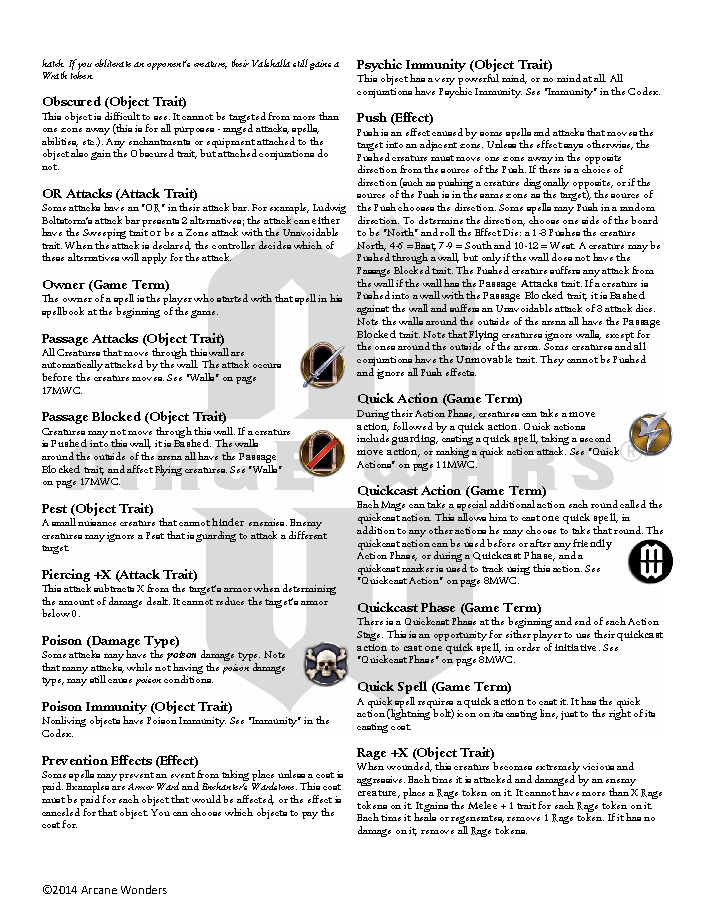 hatch. If you obliterate an opponent's creature, their Valshalla still gains a
Wrath token.
Obscured (Object Trait)
This object is difficult to see. It cannot be targeted from more than
one zone away (this is for all purpose - ranged attacks, spells,
abilities, etc.). Any enchantments or equipment attached to the
object also gain the Obscured trait, but attached conjurations do
not.
OR Attacks (Attack Trait)
Some attacks have an "OR" in their attack bar. For example, Ludwig
Boltstorm's attack bar presents 2 alternatives; the attack can either
have the Sweeping trait or be a Zone attack with the Unavoidable
trait. When the attack is declared, the controller decides which of
these alternatives will apply for the attack.
Owner (Game Term)
The owner of a spell is the player who started with that spell in his
spellbook at the beginning of the game.
Passage Attacks (Object Trait)
All Creatures that move through this wall are
automatically attacked by the wall. The attack occurs
before the creature moves. See "Walls" on page
17MWC.
Passage Blocked (Object Trait)
Creatures may not move through this wall. If a creature
is Pushed into this wall, it is Bashed. The walls
around the outside of the arena all have the Passage
Blocked trait, and affect Flying creatures. See "Walls"
on page 17MWC.
Pest (Object Trait)
A small nuisance creature that cannot hinder enemies. Enemy
creatures may ignore a Pest that is guarding to attack a different
target.
Piercing +X (Attack Trait)
This attack subtracts X from the target's armor when determining
the amount of damage dealt. It cannot reduce the target's armor
below 0.
Poison (Damage Type)
Some attacks may have the poison damage type. Note
that many attacks, while not having the poison damage
type, may still cause poison conditions.
Poison Immunity (Object Trait)
Nonliving objects have Poison Immunity. See "Immunity" in the
Codex.
Prevention Effects (Effect)
Some spells may prevent an event from taking place unless a cost is
paid. Examples are Armor Ward and Enchanter's Wardstone. This cost
must be paid for each object that would be affected, or the effect is
canceled for that object. You can choose which objects to pay the
cost for.
Psychic Immunity (Object Trait)
This object has a very powerful mind, or no mind at all. All
conjurations have Psychic Immunity. See "Immunity" in the Codex.
Push (Effect)
Push is an effect caused by some spells and attacks that moves the
target into an adjacent zone. Unless the effect says otherwise, the
Pushed creature must move one zone away in the opposite
direction from the source of the Push. If there is a choice of
direction (such as pushing a creature diagonally opposite, or if the
source of the Push is in the same zone as the target), the source of
the Push chooses the direction. Some spells may Push in a random
direction. To determine the direction, choose one side of the board
to be "North" and roll the Effect Die: a 1-3 Pushes the creature
North, 4-6 = East, 7-9 = South and 10-12 = West. A creature may be
Pushed through a wall, but only if the wall does not have the
Passage Blocked trait. The Pushed creature suffers any attack from
the wall if the wall has the Passage Attacks trait. If a creature is
Pushed into a wall with the Passage Blocked trait, it is Bashed
against the wall and suffers an Unavoidable attack of 3 attack dice.
Note the walls around the outside of the arena all have the Passage
Blocked trait. Note that Flying creatures ignore walls, except for
the ones around the outside of the arena. Some creatures and all
conjurations have the Unmovable trait. They cannot be Pushed
and ignore all Push effects.
Quick Action (Game Term)
During their Action Phase, creatures can take a move
action, followed by a quick action. Quick actions
include guarding, casting a quick spell, taking a second
move action, or making a quick action attack. See "Quick
Actions" on page 11MWC.
Quickcast Action (Game Term)
Each Mage can take a special additional action each round called the
quickcast action. This allows him to cast one quick spell, in
addition to any other actions he may choose to take that round. The
quickcast action can be used before or after any friendly
Action Phase, or during a Quickcast Phase, and a
quickcast marker is used to track using this action. See
"Quickcast Action" on page 8MWC.
Quickcast Phase (Game Term)
There is a Quickcast Phase at the beginning and end of each Action
Stage. This is an opportunity for either player to use their quickcast
action to cast one quick spell, in order of initiative. See
"Quickcast Phase" on page 8MWC.
Quick Spell (Game Term)
A quick spell requires a quick action to cast it. It has the quick
action (lightning bolt) icon on its casting line, just to the right of its
casting cost.
Rage +X (Object Trait)
When wounded, this creature becomes extremely vicious and
aggressive. Each time it is attacked and damaged by an enemy
creature, place a Rage token on it. It cannot have more than X Rage
tokens on it. It gains the Melee + 1 trait for each Rage token on it.
Each time it heals or regenerates, remove 1 Rage token. If it has no
damage on it, remove all Rage tokens.
©2014 Arcane Wonders